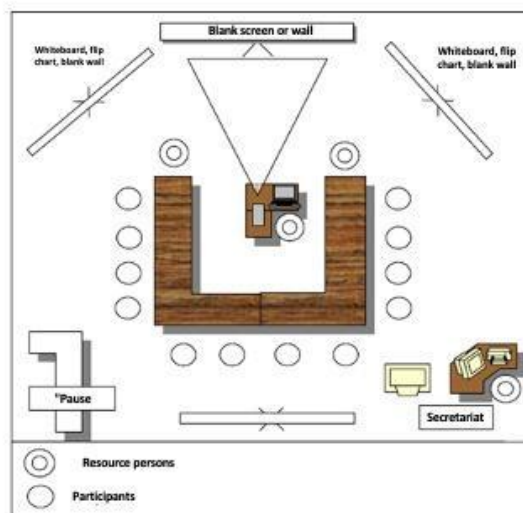 Blank screen or wall
Whiteboard, flip
chart, blank wall
Whiteboard, flip
chart, blank wall
"Pause
Secretariat
Resource persons
Participants